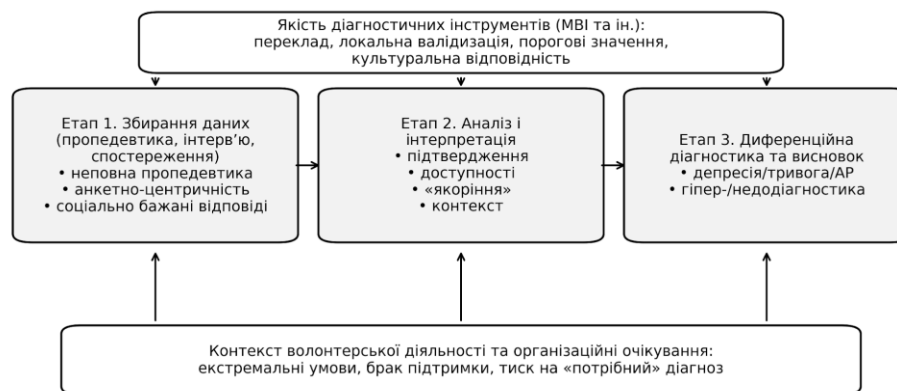 Якість діагностичних інструментів (МВІ та ін.):
переклад, локальна валідизація, порогові значення,
культуральна відповідність
Етап 1. Збирання даних
(пропедевтика, інтерв’ю,
спостереження)
• неповна пропедевтика
• анкетно-центричність
• соціально бажані відповіді
Етап 2. Аналіз і
інтерпретація
• підтвердження
• доступності
• «якоріння»
• контекст
Етап 3. Диференційна
діагностика та висновок
• депресія/тривога/АР
• гіпер-/недодіагностика
Контекст волонтерської діяльності та організаційні очікування:
екстремальні умови, брак підтримки, тиск на «потрібний» діагноз